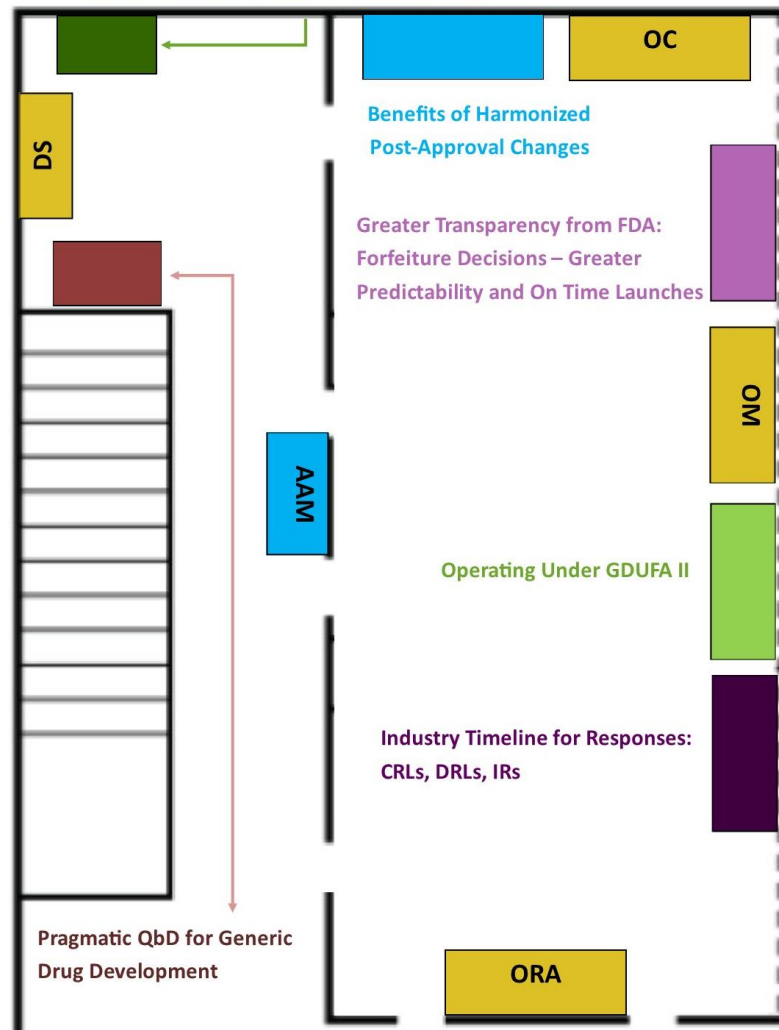 OC
Benefits of Harmonized
Post-Approval Changes
DS
Greater Transparency from FDA:
Forfeiture Decisions – Greater
Predictability and On Time Launches
OM
AAM
Operating Under GDUFA II
Industry Timeline for Responses:
CRLs, DRLs, IRs
Pragmatic QbD for Generic
Drug Development
ORA